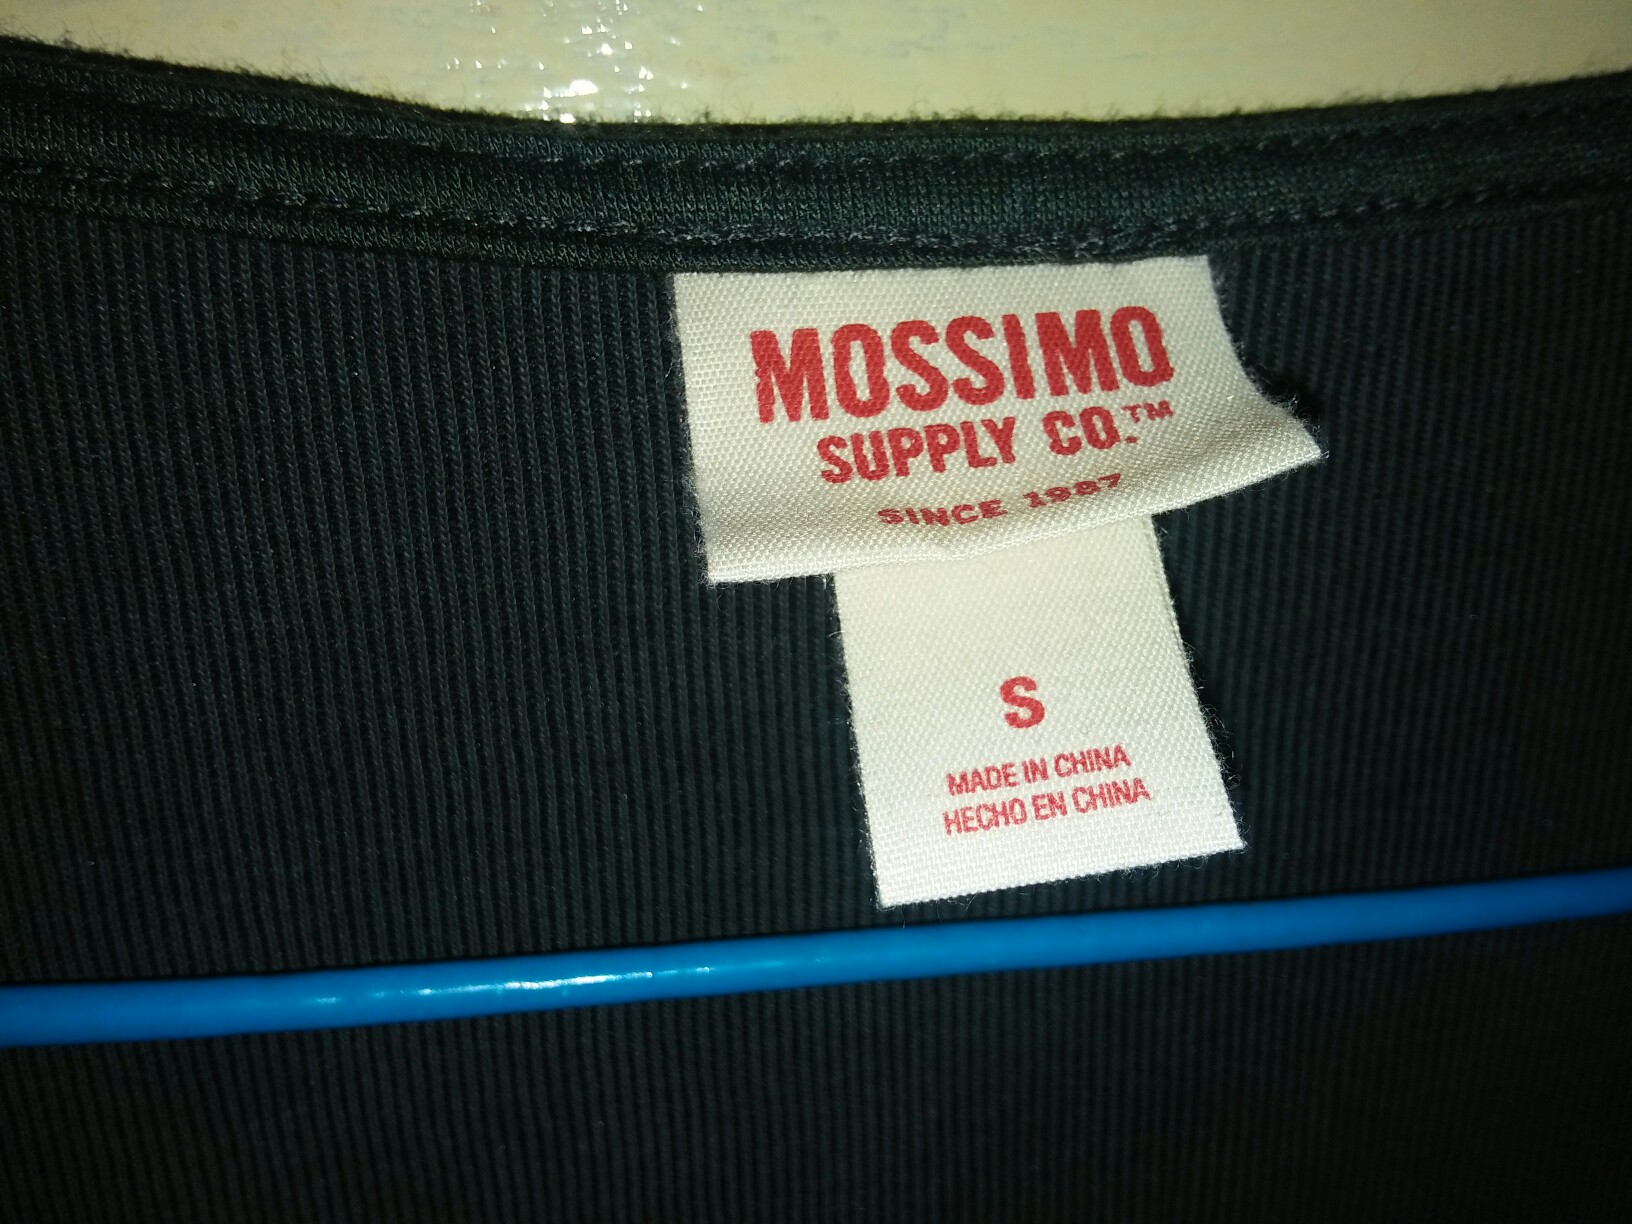 MOSSIMO
SUPPLY CO.™
SINCE 1987
S
MADE IN CHINA
HECHO EN CHINA